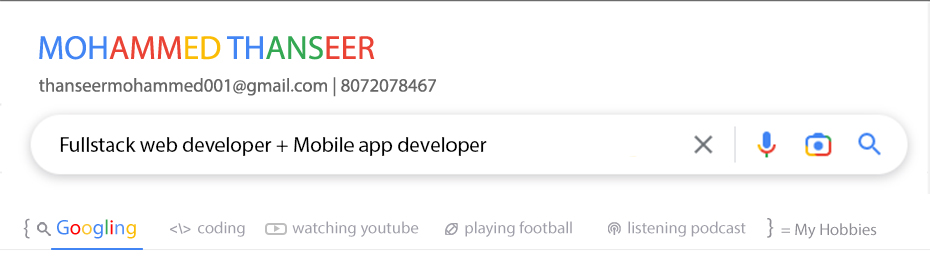 MOHAMMED THANSEER
thanseermohammed001@gmail.com | 8072078467
Fullstack web developer + Mobile app developer
{ Googling <\> coding watching youtube playing football listening podcast } = My Hobbies